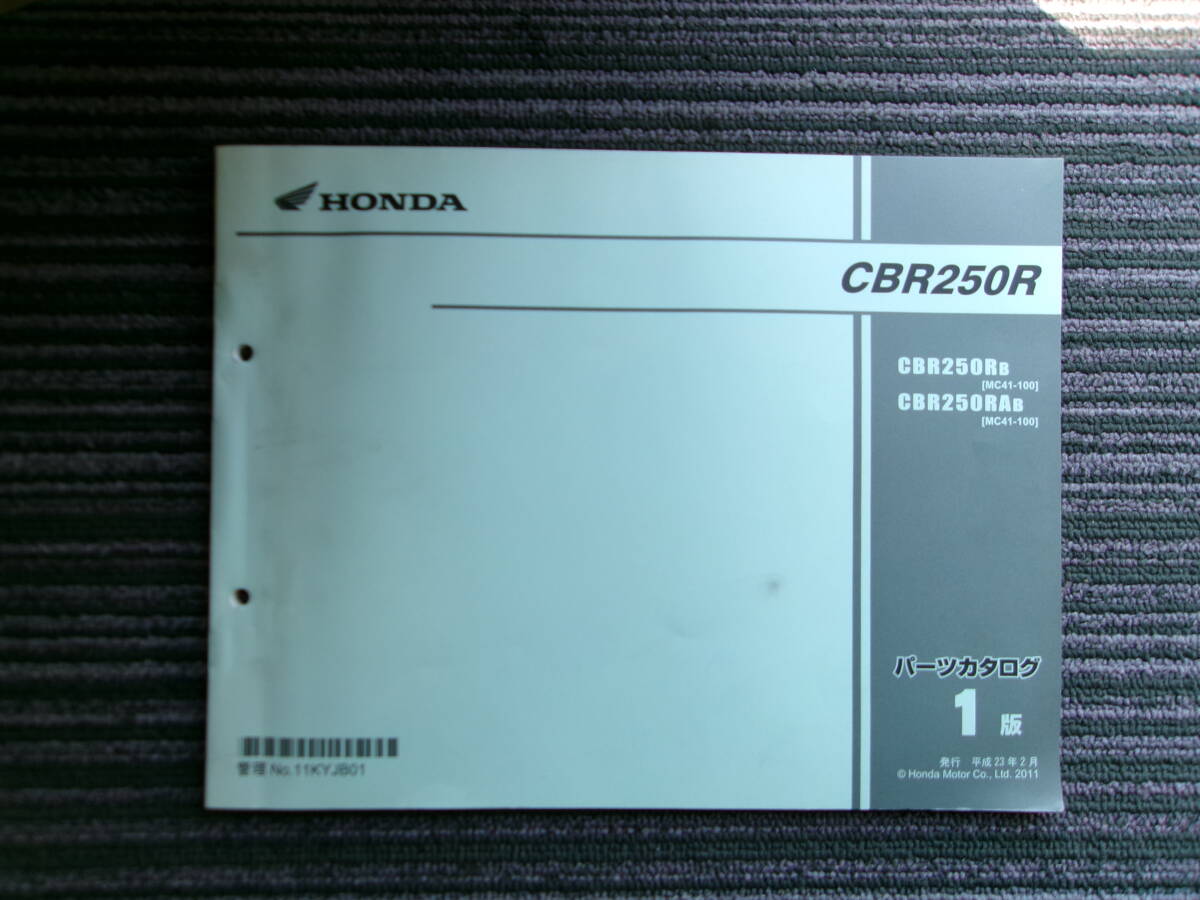 HONDA
CBR250R
CBR250RB
[MC41-100]
CBR250RAB
[MC41-100]
パーツカタログ
1 版
発行 平成23年2月
© Honda Motor Co., Ltd. 2011
管理 No.11KYJB01